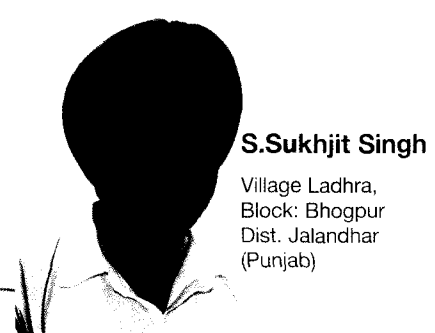 S.Sukhjit Singh
Village Ladhra,
Block: Bhogpur
Dist. Jalandhar
(Punjab)